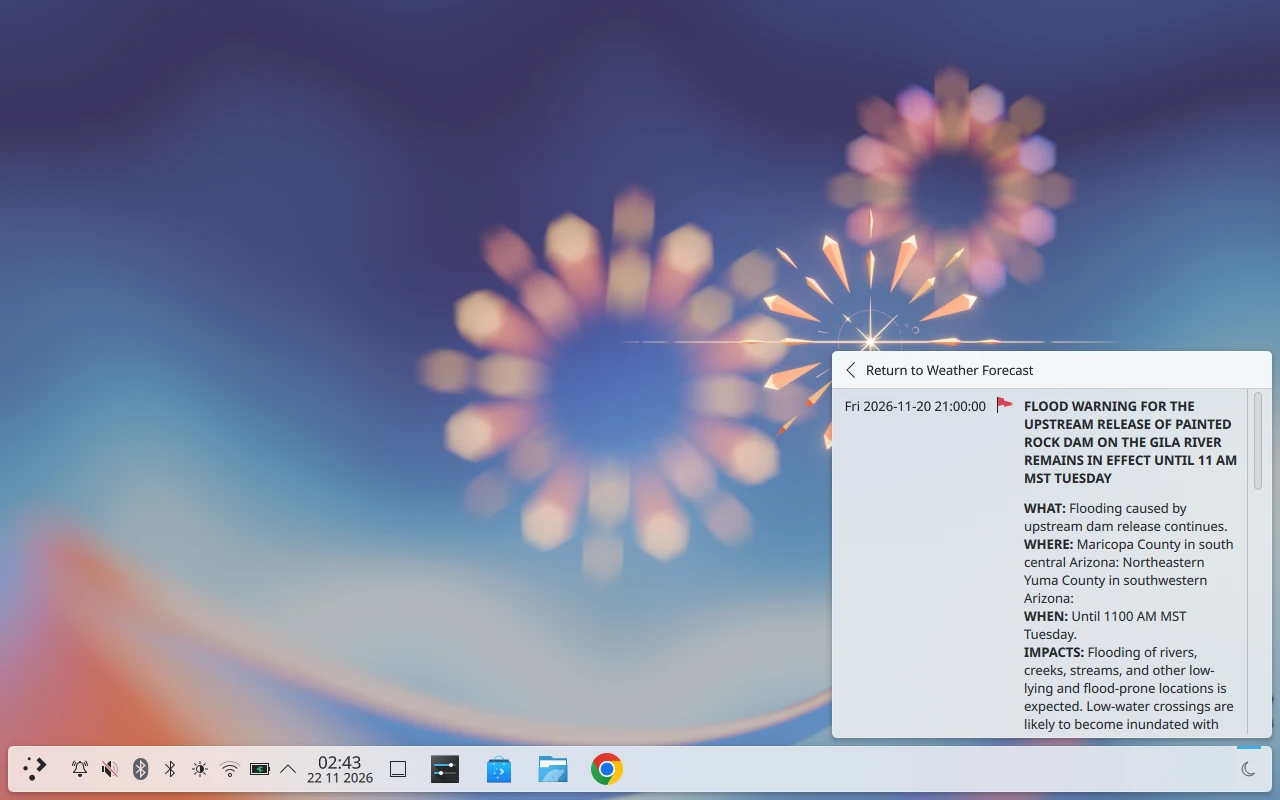 Return to Weather Forecast
Fri 2026-11-20 21:00:00
FLOOD WARNING FOR THE
UPSTREAM RELEASE OF PAINTED
ROCK DAM ON THE GILA RIVER
REMAINS IN EFFECT UNTIL 11 AM
MST TUESDAY
WHAT: Flooding caused by
upstream dam release continues.
WHERE: Maricopa County in south
central Arizona: Northeastern
Yuma County in southwestern
Arizona:
WHEN: Until 1100 AM MST
Tuesday.
IMPACTS: Flooding of rivers,
creeks, streams, and other low-
lying and flood-prone locations is
expected. Low-water crossings are
likely to become inundated with
02:43
22 11 2026